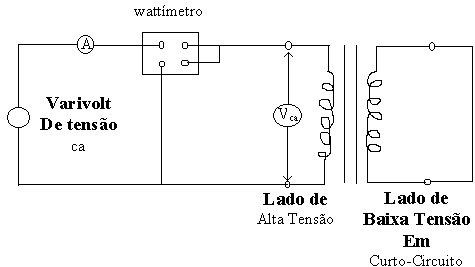 wattímetro
A
Varivolt
De tensão
ca
Vca
Lado de
Alta Tensão
Lado de
Baixa Tensão
Em
Curto-Circuito